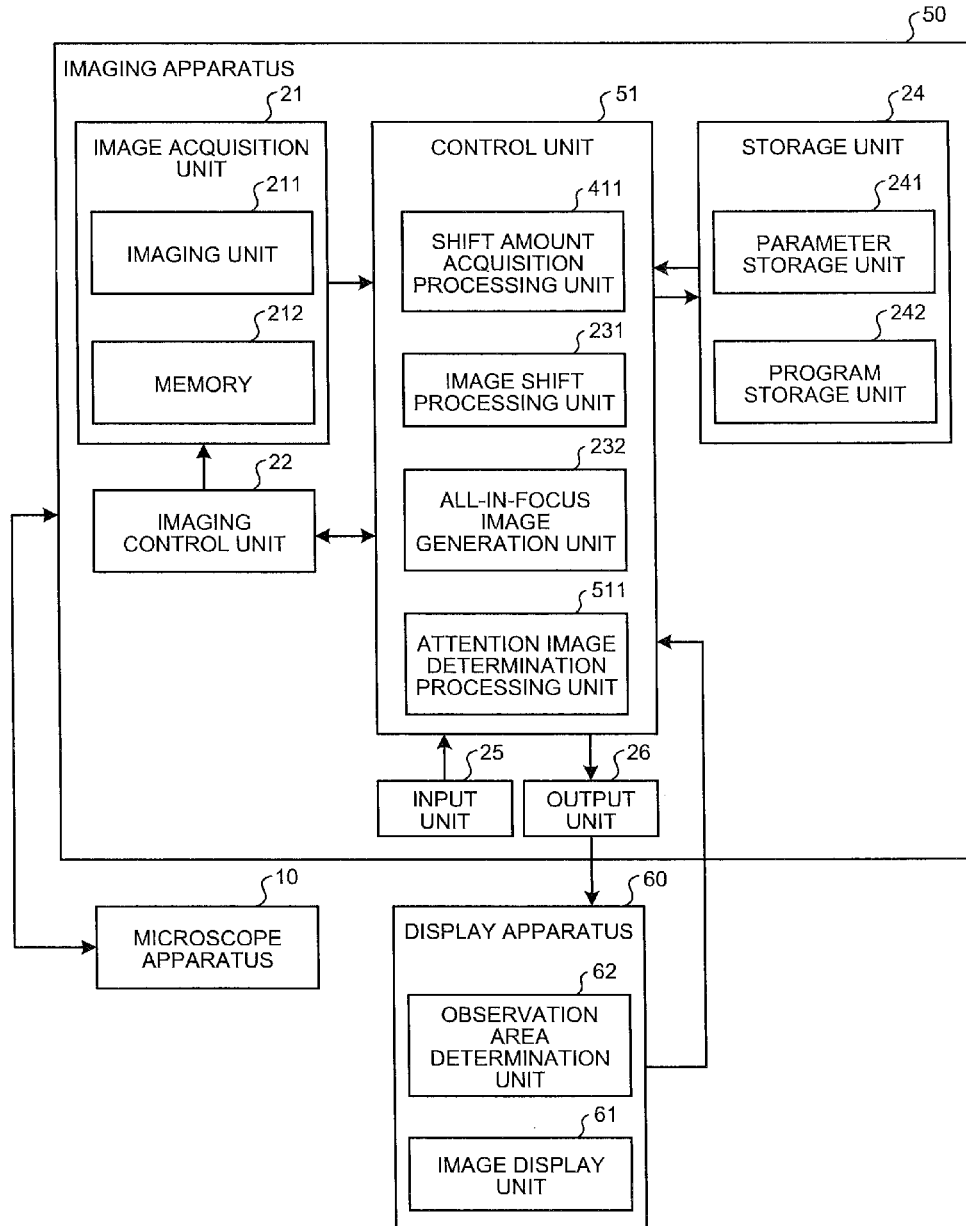 50
IMAGING APPARATUS
21
IMAGE ACQUISITION
UNIT
211
IMAGING UNIT
212
MEMORY
22
IMAGING
CONTROL UNIT
51
CONTROL UNIT
411
SHIFT AMOUNT
ACQUISITION
PROCESSING UNIT
231
IMAGE SHIFT
PROCESSING UNIT
232
ALL-IN-FOCUS
IMAGE
GENERATION UNIT
511
ATTENTION IMAGE
DETERMINATION
PROCESSING UNIT
24
STORAGE UNIT
241
PARAMETER
STORAGE UNIT
242
PROGRAM
STORAGE UNIT
25
INPUT
UNIT
26
OUTPUT
UNIT
10
MICROSCOPE
APPARATUS
60
DISPLAY APPARATUS
62
OBSERVATION
AREA
DETERMINATION
UNIT
61
IMAGE DISPLAY
UNIT